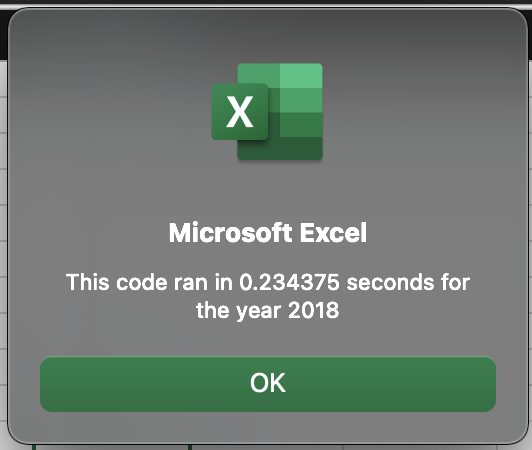 X
Microsoft Excel
This code ran in 0.234375 seconds for
the year 2018
OK